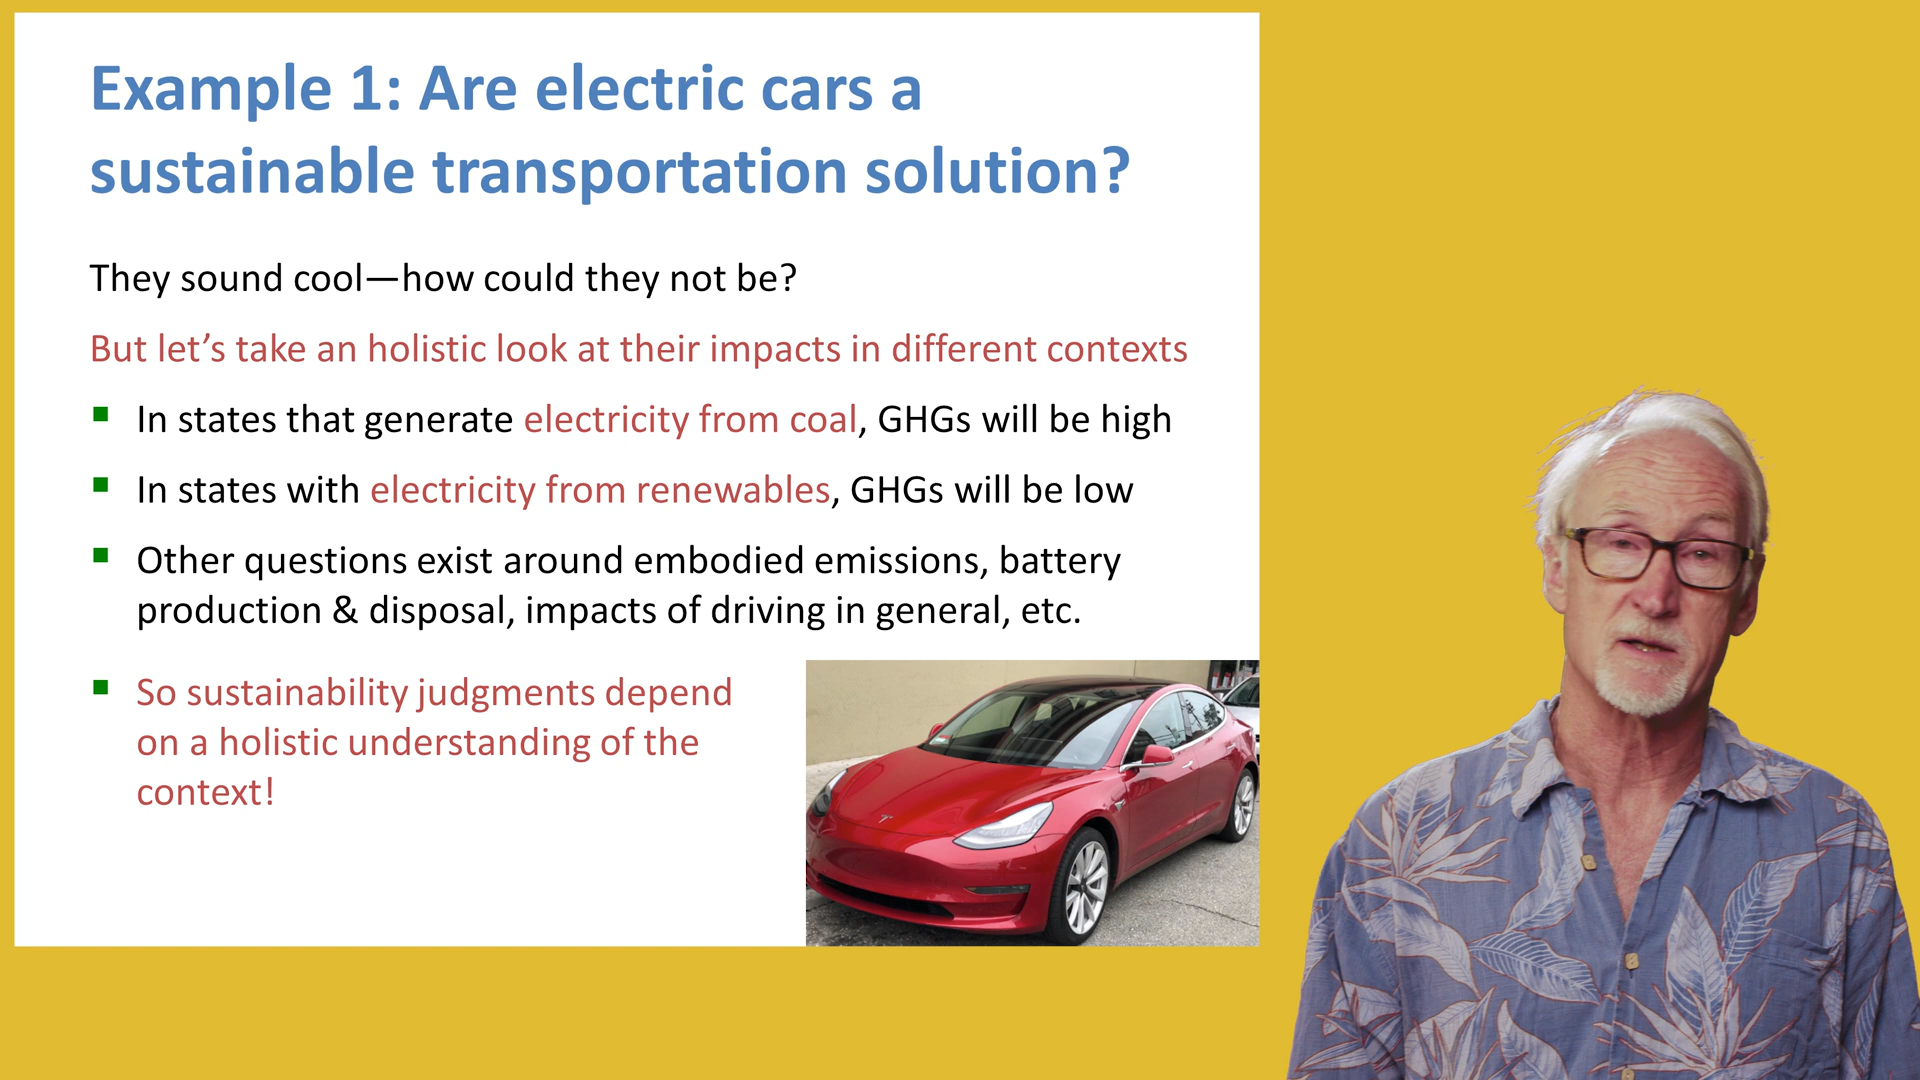 Example 1: Are electric cars a
sustainable transportation solution?
They sound cool—how could they not be?
But let’s take an holistic look at their impacts in different contexts
In states that generate electricity from coal, GHGs will be high
In states with electricity from renewables, GHGs will be low
Other questions exist around embodied emissions, battery
production & disposal, impacts of driving in general, etc.
So sustainability judgments depend
on a holistic understanding of the
context!